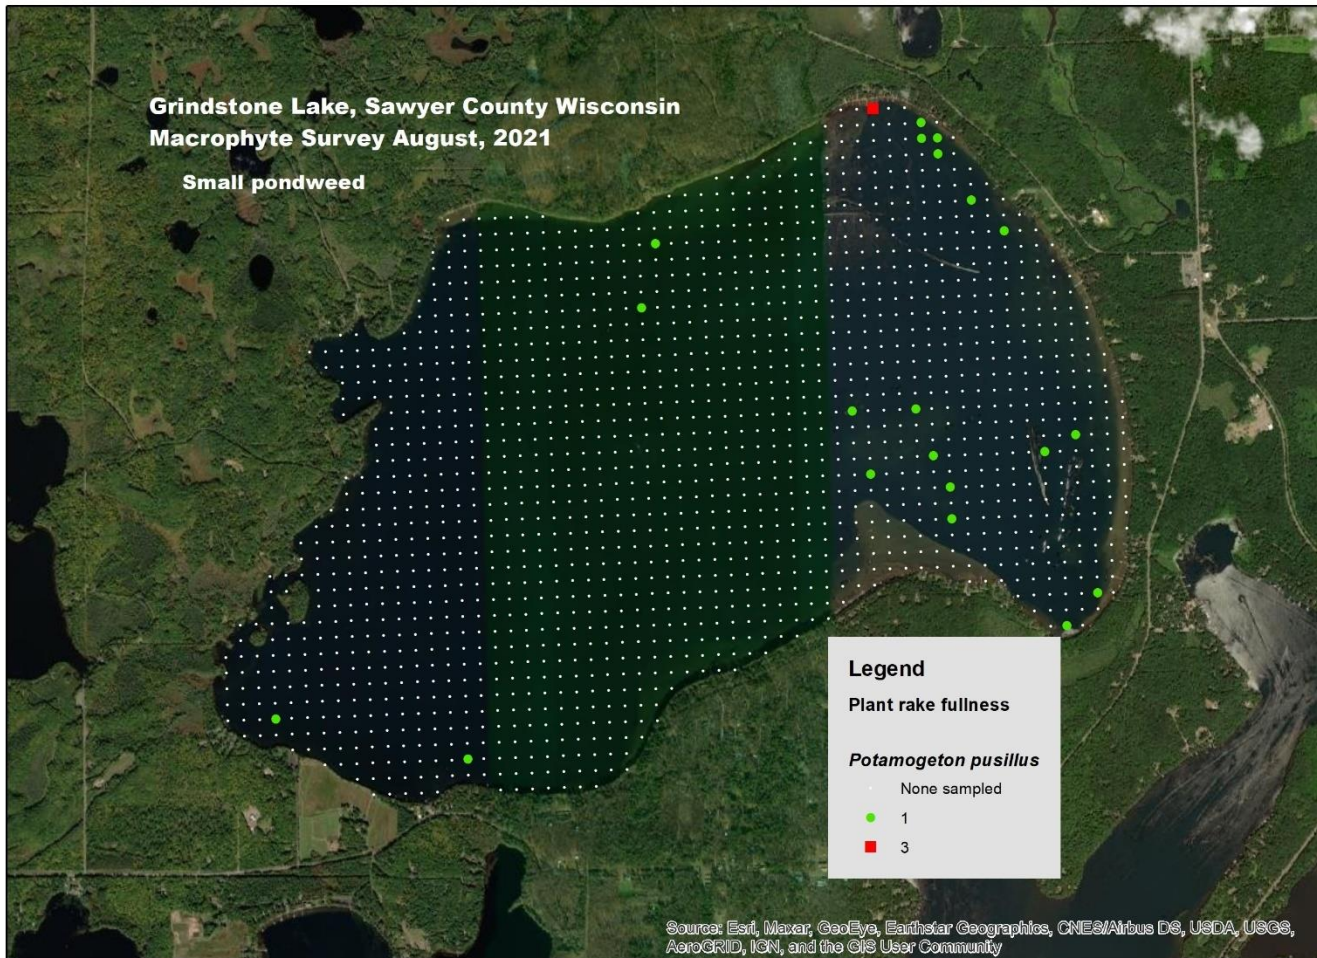 Grindstone Lake, Sawyer County Wisconsin
Macrophyte Survey August, 2021
Small pondweed
Legend
Plant rake fullness
Potamogeton pusillus
None sampled
1
3
Source: Esri, Maxar, GeoEye, Earthstar Geographics, CNES/Airbus DS, USDA, USGS,
AeroGRID, IGN, and the GIS User Community